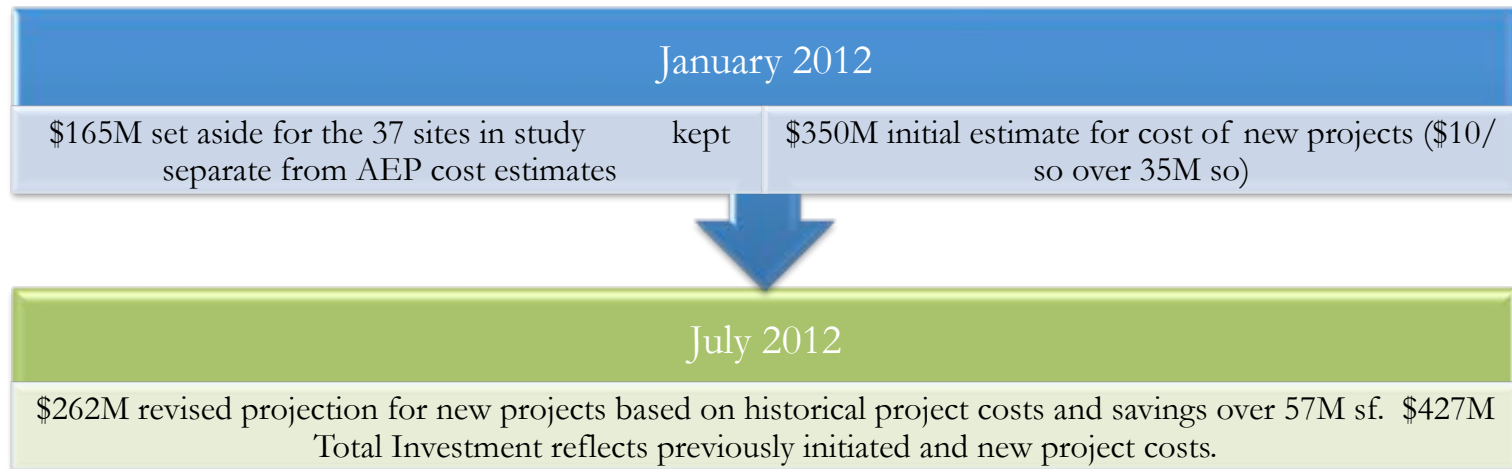 January 2012
$165M set aside for the 37 sites in study kept
separate from AEP cost estimates
$350M initial estimate for cost of new projects ($10/
so over 35M so)
July 2012
$262M revised projection for new projects based on historical project costs and savings over 57M sf. $427M
Total Investment reflects previously initiated and new project costs.